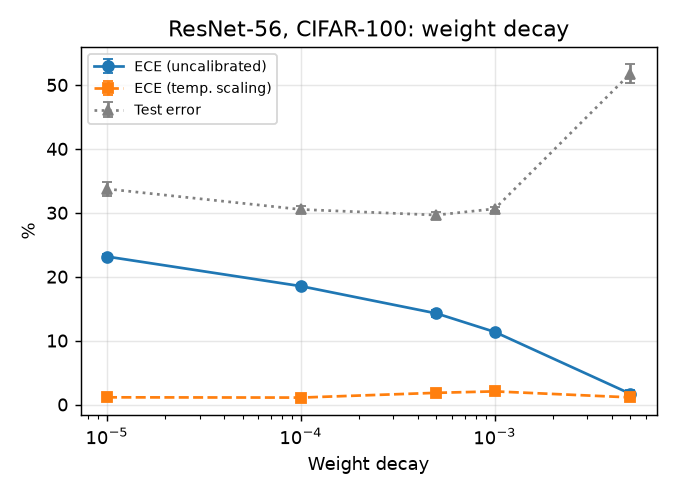 ResNet-56, CIFAR-100: weight decay
ECE (uncalibrated)
ECE (temp. scaling)
Test error
%
50
40
30
20
10
0
10⁻⁵
10⁻⁴
10⁻³
Weight decay